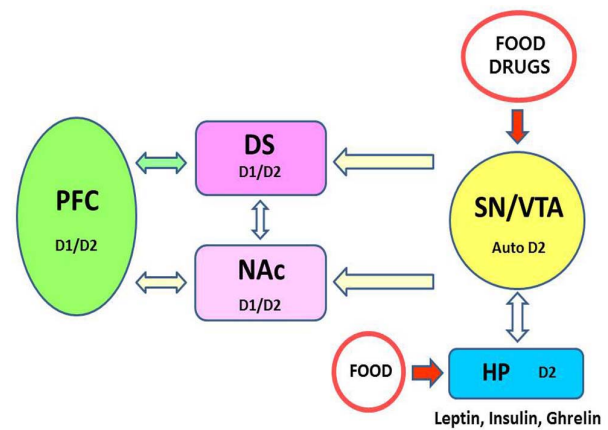 FOOD
DRUGS
DS
D1/D2
PFC
D1/D2
SN/VTA
Auto D2
NAc
D1/D2
FOOD
HP D2
Leptin, Insulin, Ghrelin